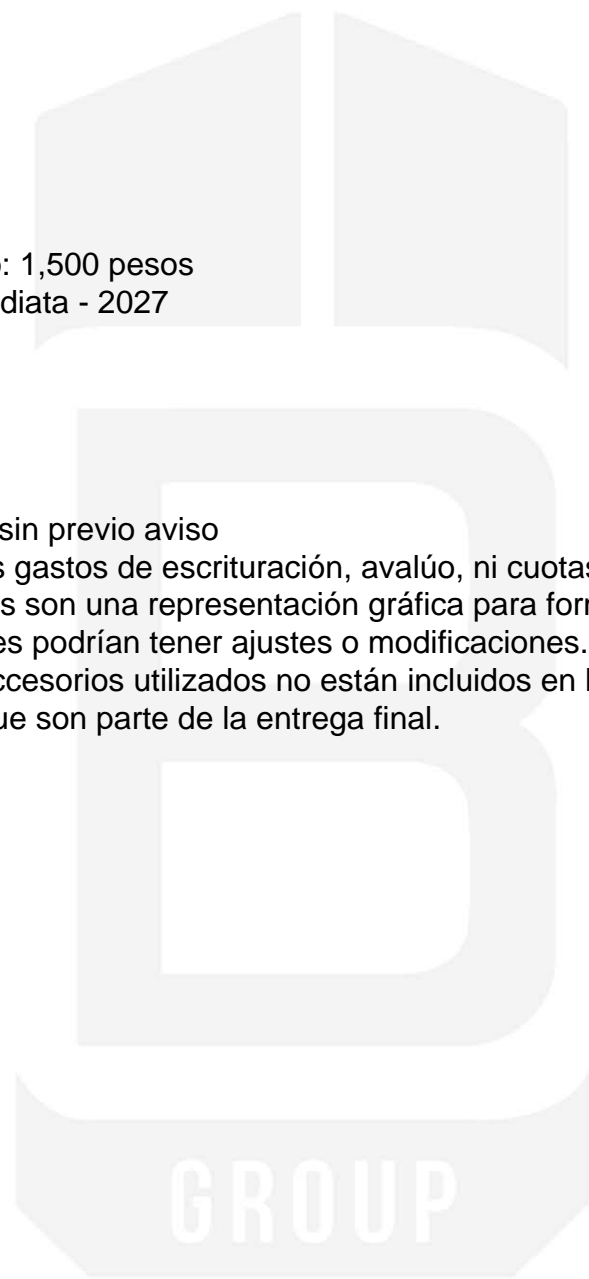 : 1,500 pesos
diata - 2027
sin previo aviso
s gastos de escrituración, avalúo, ni cuotas
s son una representación gráfica para for
es podrían tener ajustes o modificaciones.
ccesorios utilizados no están incluidos en
ue son parte de la entrega final.
B
GROUP